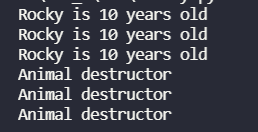 Rocky is 10 years old
Rocky is 10 years old
Rocky is 10 years old
Animal destructor
Animal destructor
Animal destructor